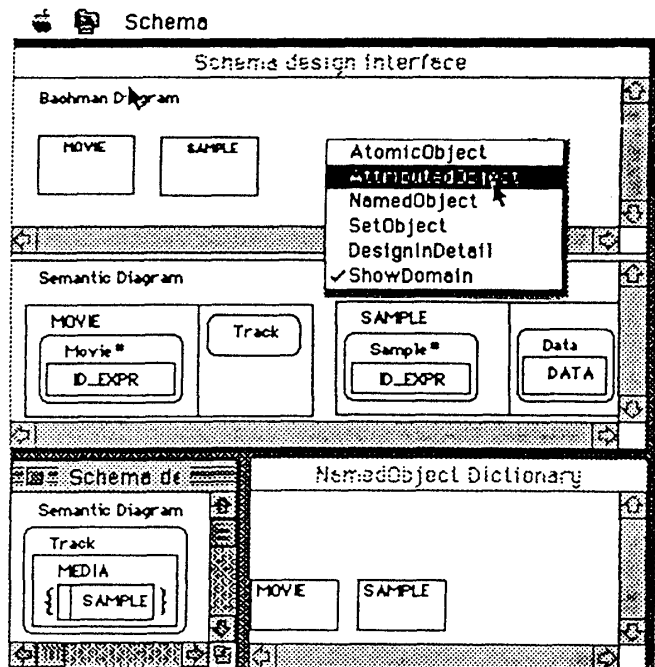 Schema
Schema design interface
Bachman Diagram
MOVIE
SAMPLE
AtomicObject
AttributedObject
NamedObject
SetObject
DesignInDetail
✓ShowDomain
Semantic Diagram
MOVIE
Movie#
ID_EXPR
Track
SAMPLE
Sample#
ID_EXPR
Data
DATA
Schema de
Semantic Diagram
Track
MEDIA
{ SAMPLE }
NamedObject Dictionary
MOVIE
SAMPLE